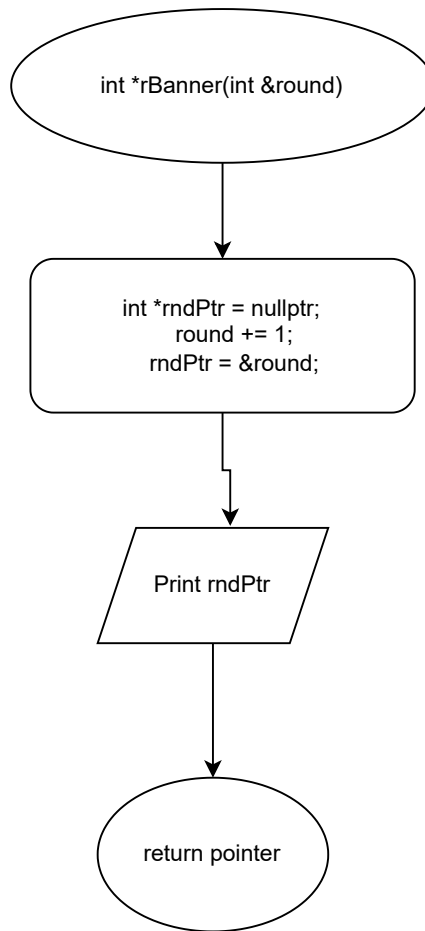 int *rBanner(int &round)
int *rndPtr = nullptr;
round += 1;
rndPtr = &round;
Print rndPtr
return pointer